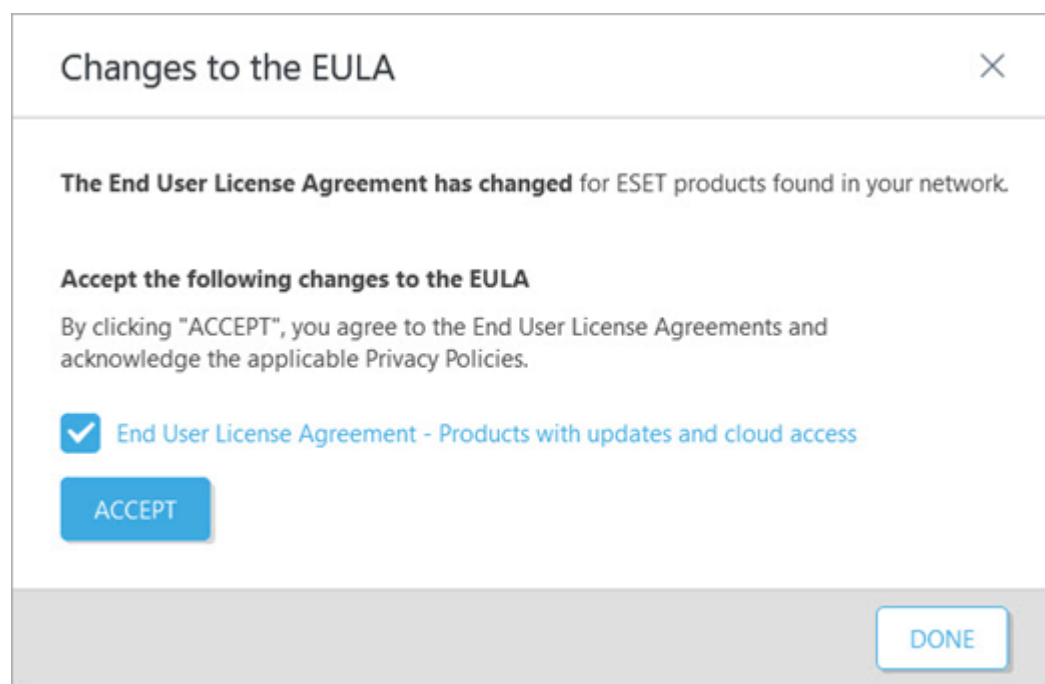 Changes to the EULA
The End User License Agreement has changed for ESET products found in your network.
Accept the following changes to the EULA
By clicking "ACCEPT", you agree to the End User License Agreements and
acknowledge the applicable Privacy Policies.
End User License Agreement - Products with updates and cloud access
ACCEPT
DONE